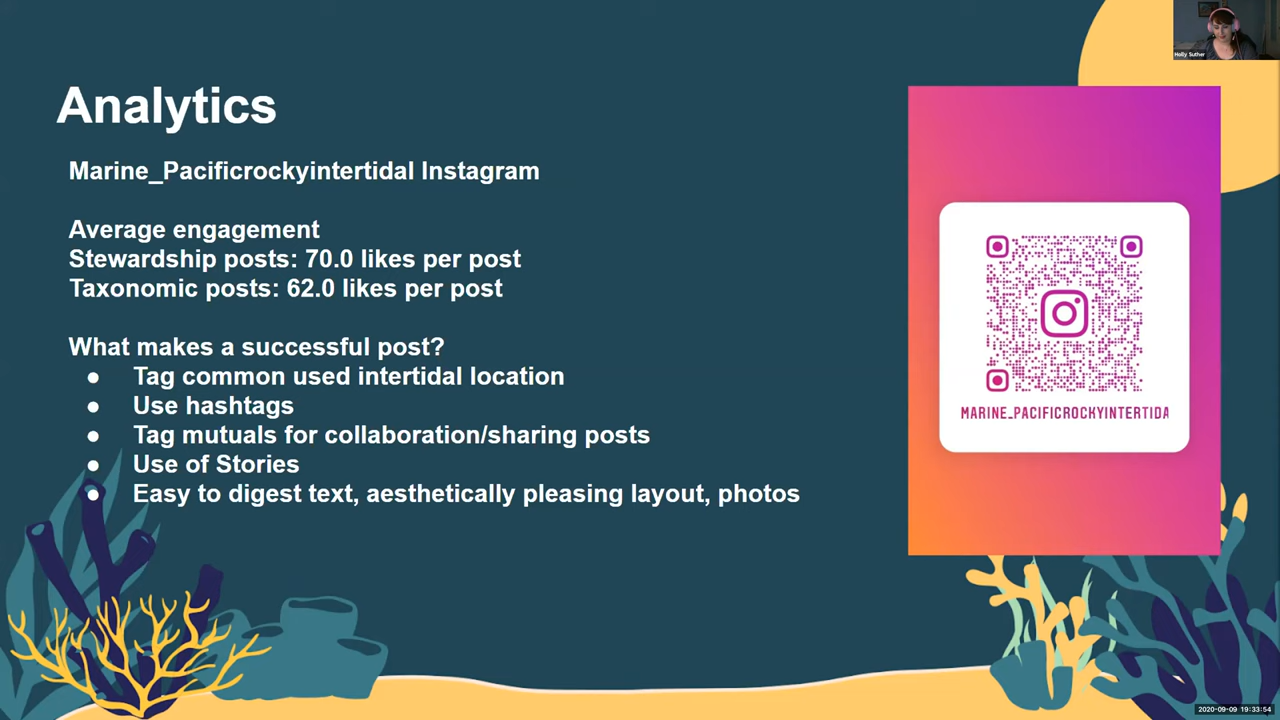 Holly Suther
Analytics
Marine_Pacificrockyintertidal Instagram
Average engagement
Stewardship posts: 70.0 likes per post
Taxonomic posts: 62.0 likes per post
What makes a successful post?
● Tag common used intertidal location
● Use hashtags
● Tag mutuals for collaboration/sharing posts
● Use of Stories
● Easy to digest text, aesthetically pleasing layout, photos
MARINE_PACIFICROCKYINTERTIDA
2020-09-09 19:33:54